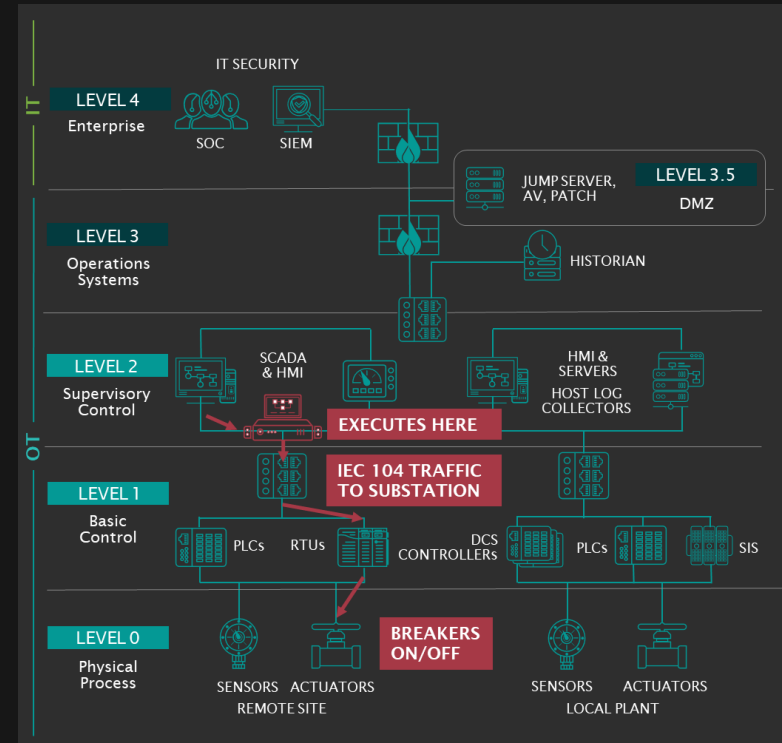 IT
LEVEL 4
Enterprise
IT SECURITY
SOC
SIEM
JUMP SERVER,
AV, PATCH
LEVEL 3.5
DMZ
OT
LEVEL 3
Operations
Systems
HISTORIAN
LEVEL 2
Supervisory
Control
SCADA
& HMI
EXECUTES HERE
HMI &
SERVERS
HOST LOG
COLLECTORS
LEVEL 1
Basic
Control
IEC 104 TRAFFIC
TO SUBSTATION
PLCs
RTUs
DCS
CONTROLLERs
PLCs
SIS
LEVEL 0
Physical
Process
BREAKERS
ON/OFF
SENSORS
ACTUATORS
REMOTE SITE
SENSORS
ACTUATORS
LOCAL PLANT